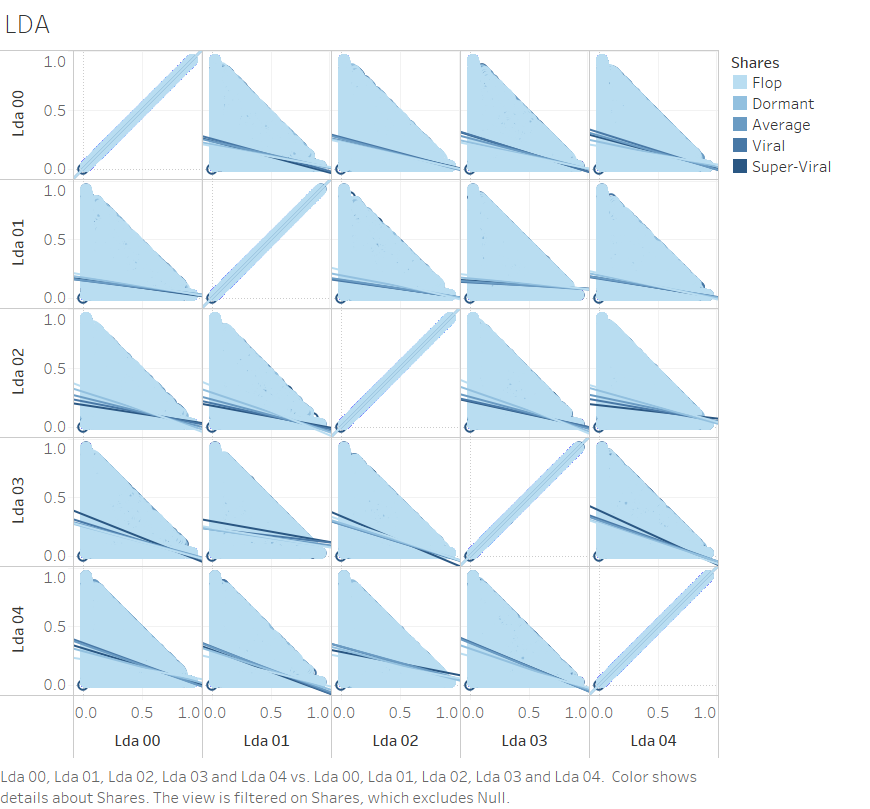 LDA
Shares
Flop
Dormant
Average
Viral
Super-Viral
Lda 00
1.0
0.5
0.0
Lda 01
1.0
0.5
0.0
Lda 02
1.0
0.5
0.0
Lda 03
1.0
0.5
0.0
Lda 04
1.0
0.5
0.0
0.0 0.5 1.0 0.0 0.5 1.0 0.0 0.5 1.0 0.0 0.5 1.0 0.0 0.5 1.0
Lda 00 Lda 01 Lda 02 Lda 03 Lda 04
Lda 00, Lda 01, Lda 02, Lda 03 and Lda 04 vs. Lda 00, Lda 01, Lda 02, Lda 03 and Lda 04. Color shows
details about Shares. The view is filtered on Shares, which excludes Null.